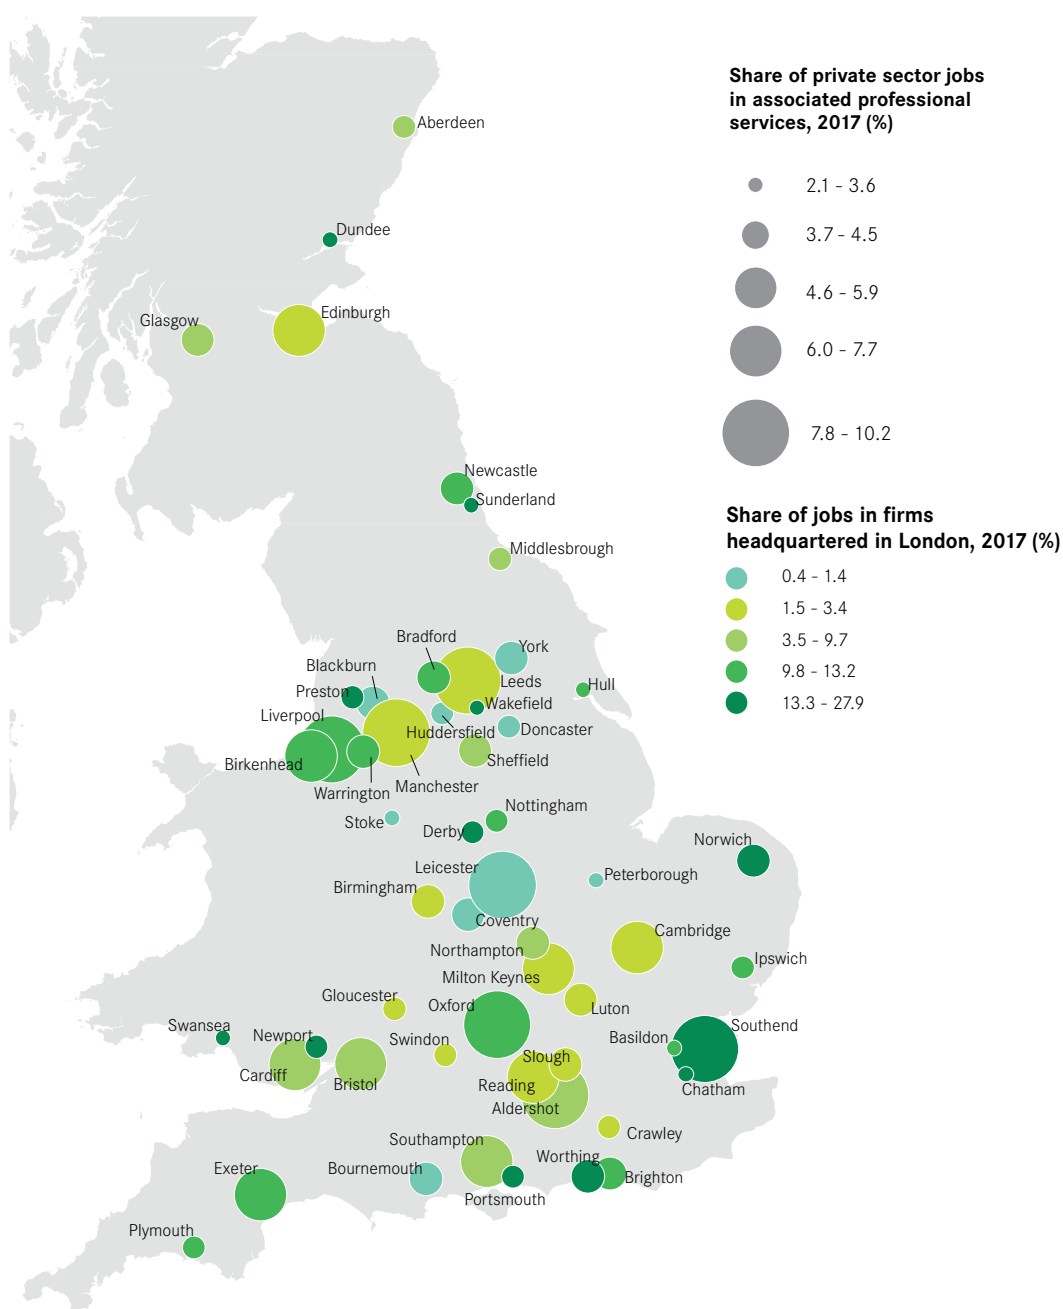 Share of private sector jobs
in associated professional
services, 2017 (%)
2.1 - 3.6
3.7 - 4.5
4.6 - 5.9
6.0 - 7.7
7.8 - 10.2
Share of jobs in firms
headquartered in London, 2017 (%)
0.4 - 1.4
1.5 - 3.4
3.5 - 9.7
9.8 - 13.2
13.3 - 27.9
Aberdeen
Dundee
Edinburgh
Glasgow
Newcastle
Sunderland
Middlesbrough
Bradford
York
Blackburn
Leeds
Hull
Preston
Wakefield
Liverpool
Huddersfield
Doncaster
Sheffield
Birkenhead
Manchester
Warrington
Nottingham
Stoke
Derby
Norwich
Leicester
Peterborough
Birmingham
Coventry
Cambridge
Northampton
Ipswich
Milton Keynes
Gloucester
Oxford
Luton
Swansea
Southend
Newport
Basildon
Swindon
Slough
Cardiff
Bristol
Reading
Chatham
Aldershot
Crawley
Southampton
Worthing
Exeter
Bournemouth
Brighton
Portsmouth
Plymouth